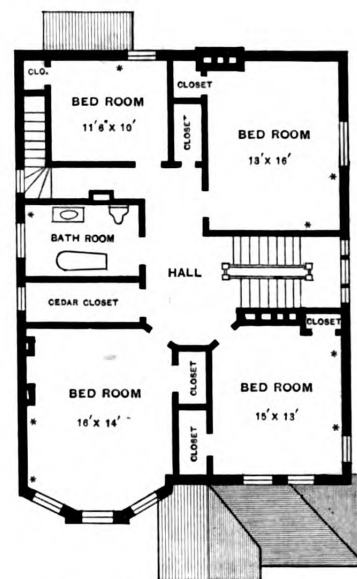 CLO.
BED ROOM
11'6" X 10'
CLOSET
CLOSET
BED ROOM
13' X 16'
BATH ROOM
HALL
CEDAR CLOSET
CLOSET
BED ROOM
16' X 14'
CLOSET
CLOSET
BED ROOM
15' X 13'